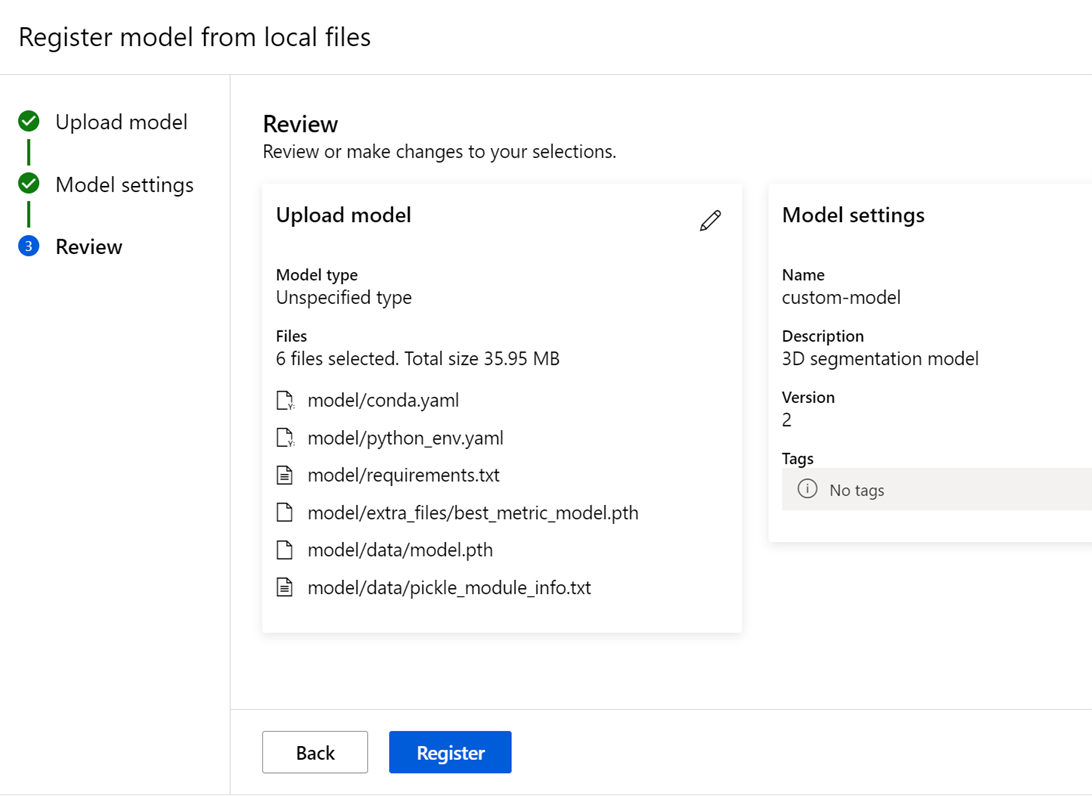 Register model from local files
Upload model
Model settings
3
Review
Review
Review or make changes to your selections.
Upload model
Model type
Unspecified type
Files
6 files selected. Total size 35.95 MB
model/conda.yaml
model/python_env.yaml
model/requirements.txt
model/extra_files/best_metric_model.pth
model/data/model.pth
model/data/pickle_module_info.txt
Model settings
Name
custom-model
Description
3D segmentation model
Version
2
Tags
No tags
Back
Register